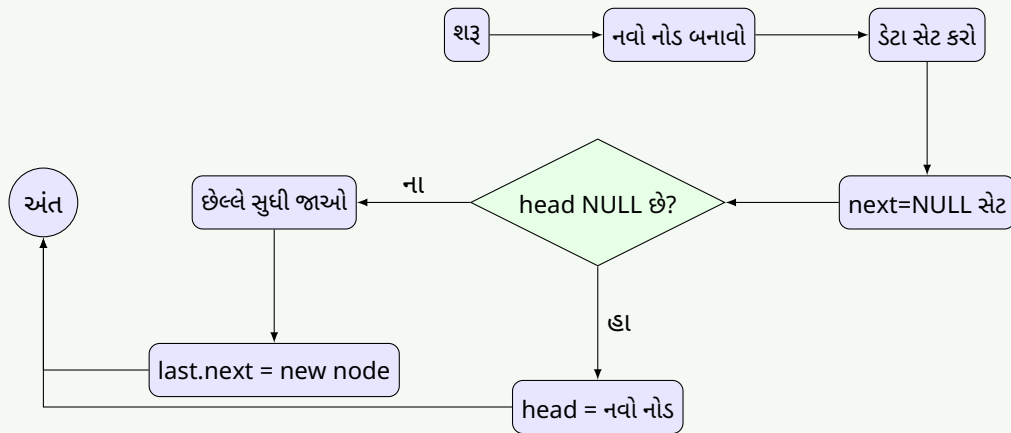 શરૂ
નવો નોડ બનાવો
ડેટા સેટ કરો
next=NULL સેટ
head NULL છે?
ના
છેલ્લે સુધી જાઓ
અંત
હા
last.next = new node
head = નવો નોડ